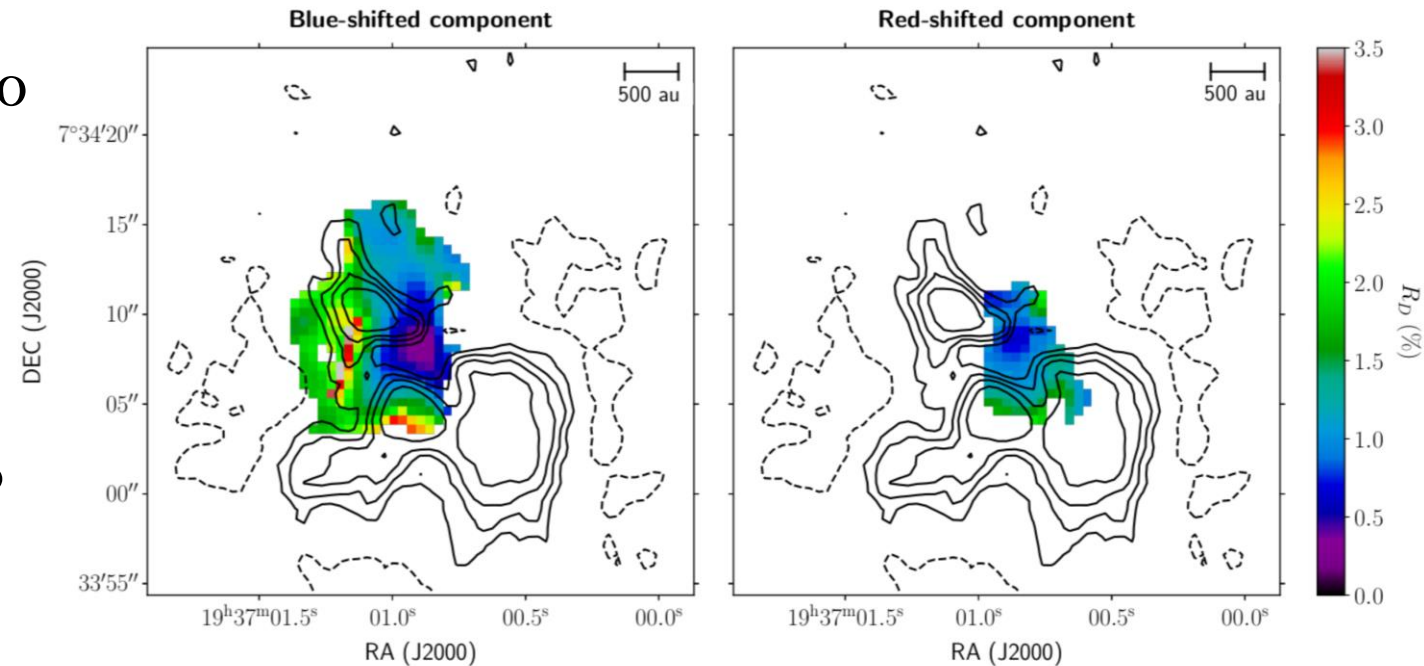 Blue-shifted component
Red-shifted component
o
500 au
500 au
3.5
3.0
2.5
2.0
1.5
1.0
0.5
0.0
R_D (%)
DEC (J2000)
7°34′20″
15″
10″
05″
00″
33′55″
19ʰ37ᵐ01.5ˢ
01.0ˢ
00.5ˢ
00.0ˢ
19ʰ37ᵐ01.5ˢ
01.0ˢ
00.5ˢ
00.0ˢ
RA (J2000)
RA (J2000)